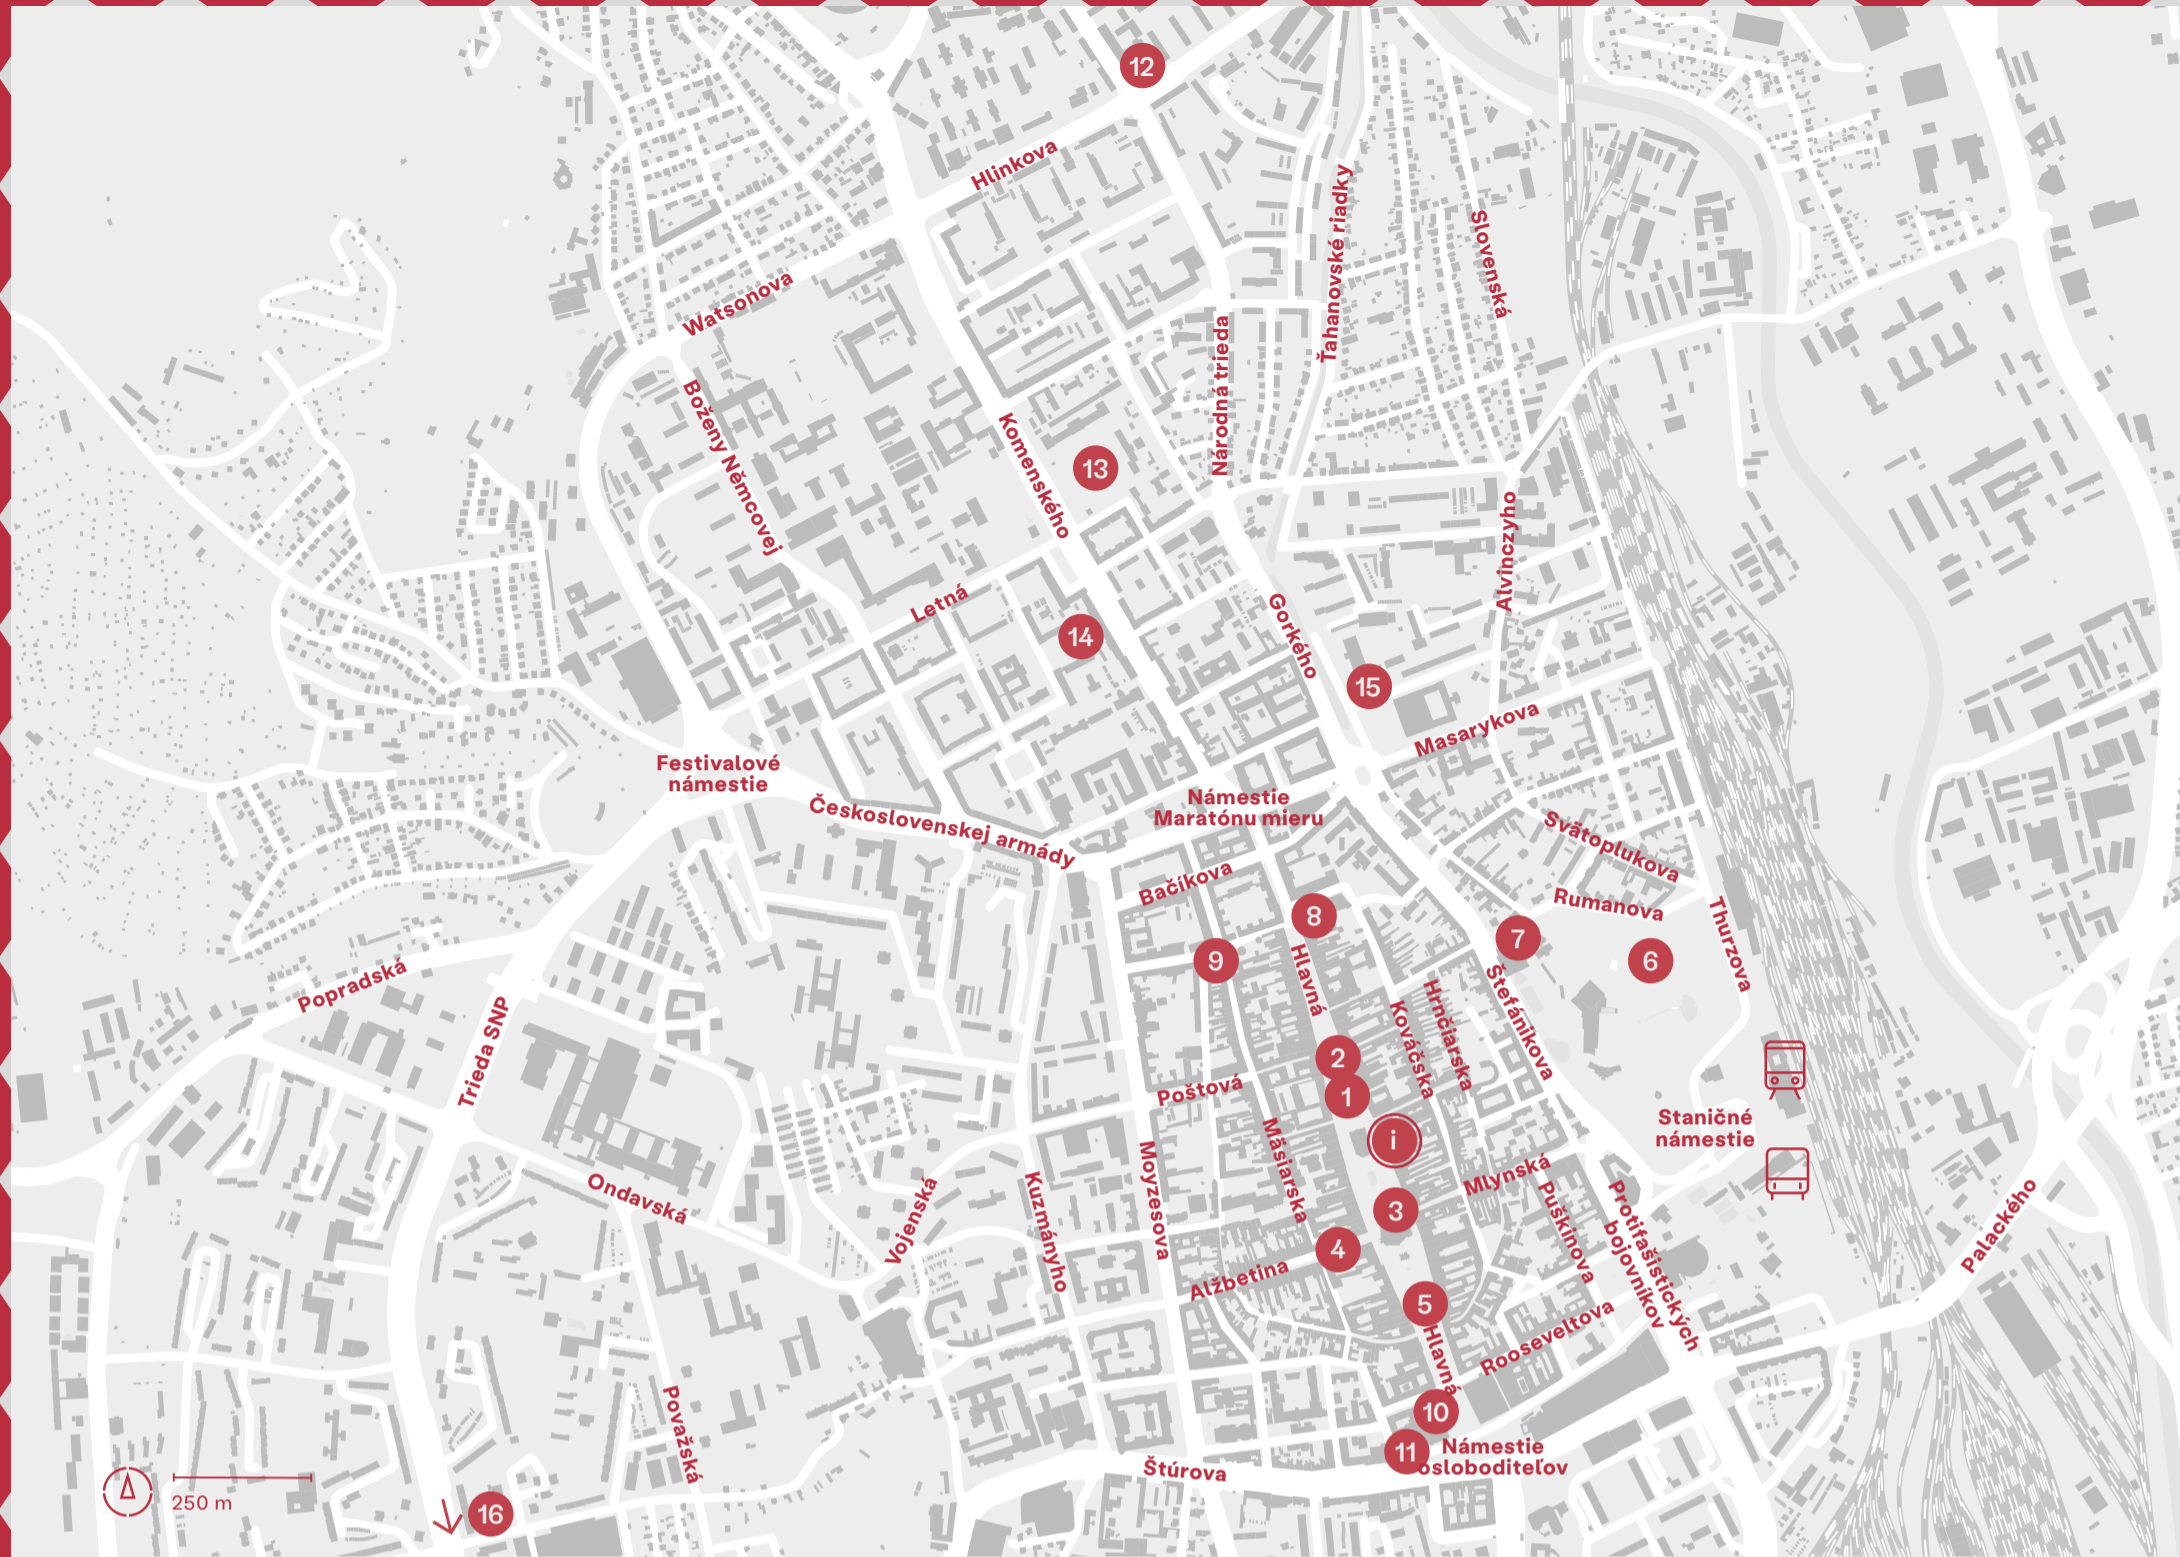 12
Hlinkova
Ťahanovské riadky
Slovenská
Watsonova
Národná trieda
Boženy Němcovej
Komenského
13
Alvinczyho
Letná
Gorkého
14
15
Masarykova
Festivalové
námestie
Československej armády
Námestie
Maratónu mieru
Svätoplukova
Bačíkova
Rumanova
Thurzova
8
7
9
6
Hlavná
Popradská
Štefánikova
Hrnčiarska
Kováčska
Trieda SNP
2
1
Poštová
i
Staničné
námestie
Mäsiarska
Moyzesova
Mlynská
Ondavská
Vojenská
Kuzmányho
3
4
Puškinova
Protifašistických
bojovníkov
Palackého
Alžbetina
5
Hlavná
Rooseveltova
Považská
10
11
Námestie
osloboditeľov
Štúrova
250 m
16